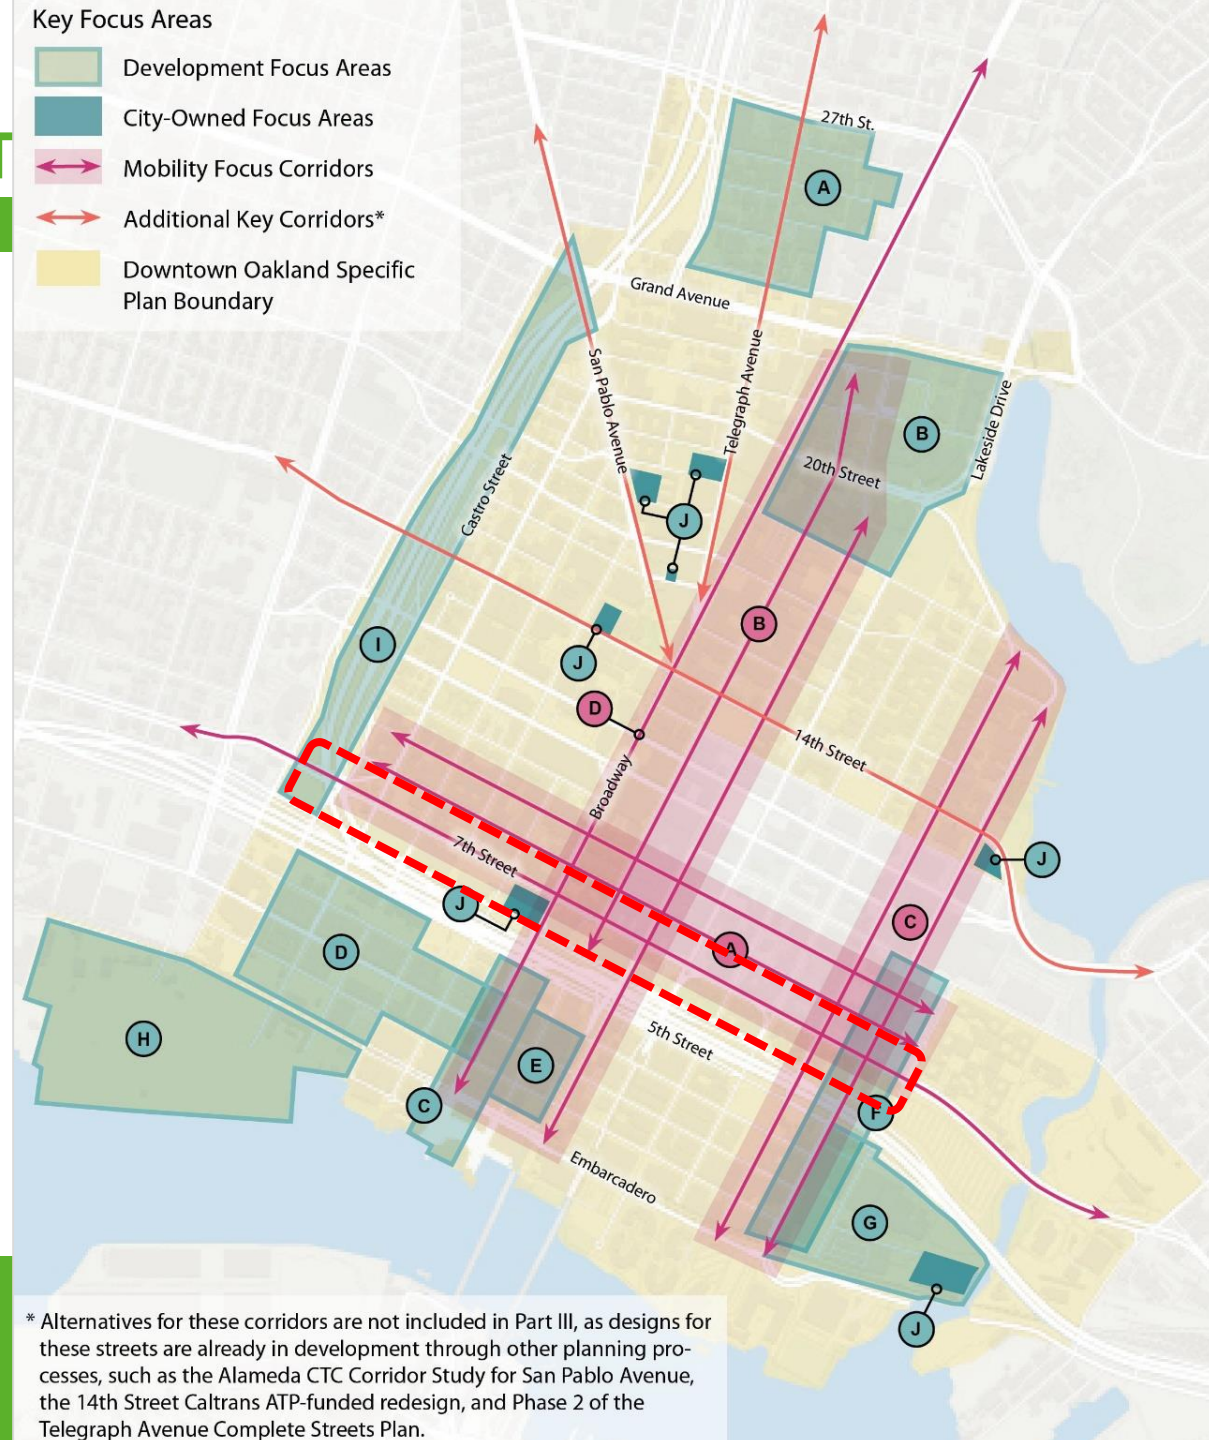 Key Focus Areas
Development Focus Areas
City-Owned Focus Areas
Mobility Focus Corridors
Additional Key Corridors*
Downtown Oakland Specific
Plan Boundary
27th St.
A
Grand Avenue
San Pablo Avenue
Telegraph Avenue
Lakeside Drive
B
20th Street
Castro Street
J
B
I
J
D
14th Street
Broadway
7th Street
J
J
C
A
D
H
5th Street
E
C
F
Embarcadero
G
J
* Alternatives for these corridors are not included in Part III, as designs for
these streets are already in development through other planning pro-
cesses, such as the Alameda CTC Corridor Study for San Pablo Avenue,
the 14th Street Caltrans ATP-funded redesign, and Phase 2 of the
Telegraph Avenue Complete Streets Plan.